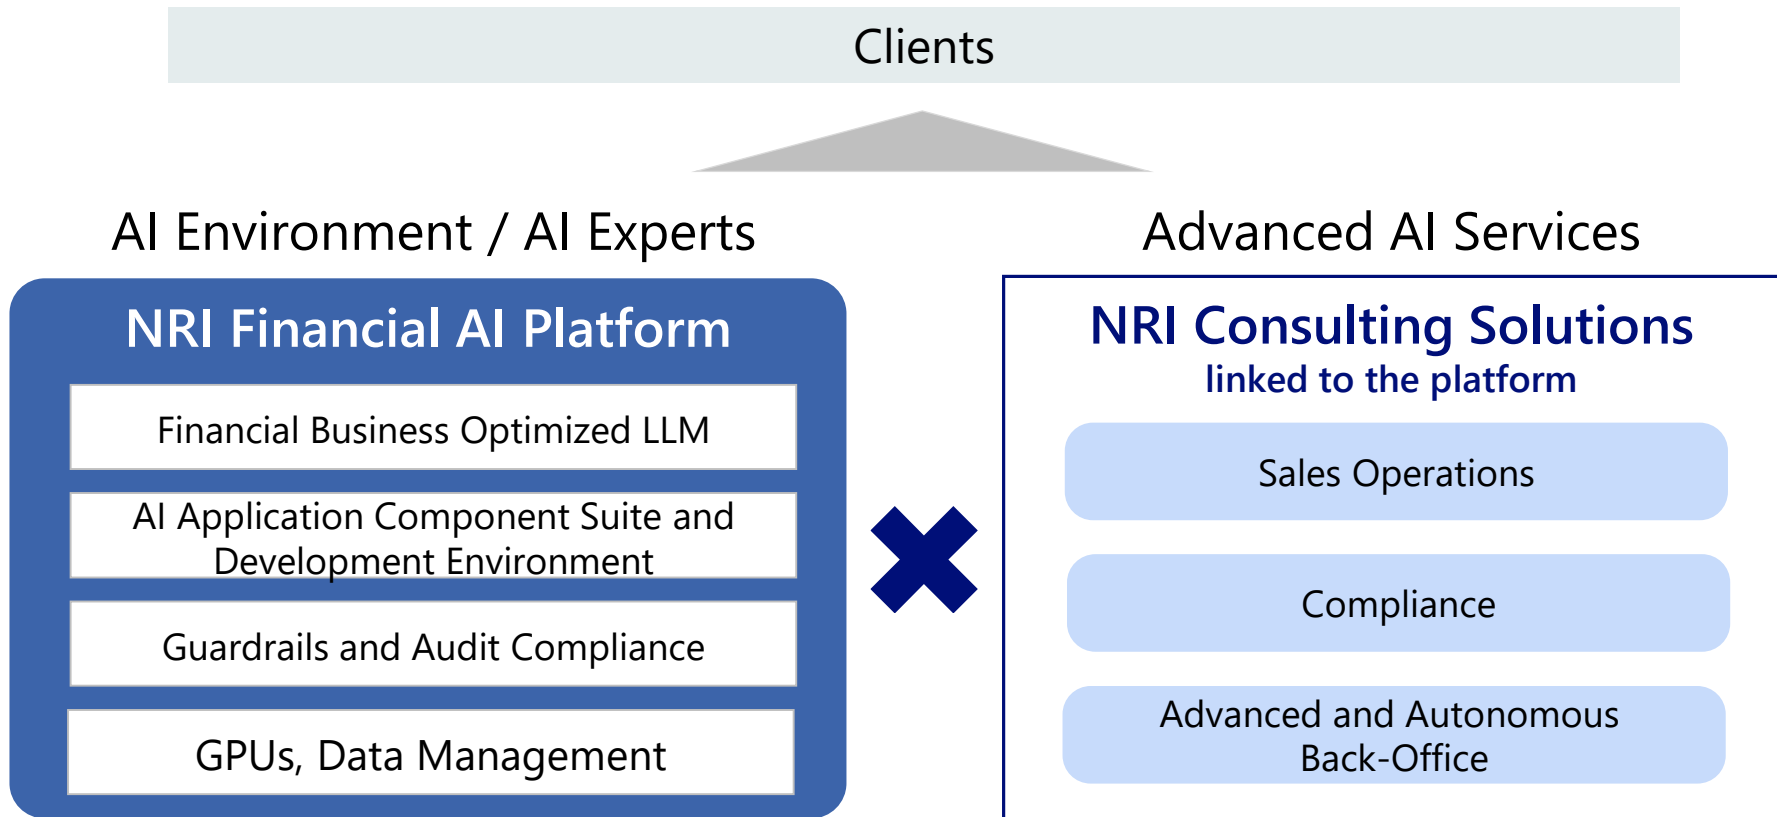 Clients
AI Environment / AI Experts
NRI Financial AI Platform
Financial Business Optimized LLM
AI Application Component Suite and
Development Environment
Guardrails and Audit Compliance
GPUs, Data Management
Advanced AI Services
NRI Consulting Solutions
linked to the platform
Sales Operations
Compliance
Advanced and Autonomous
Back-Office